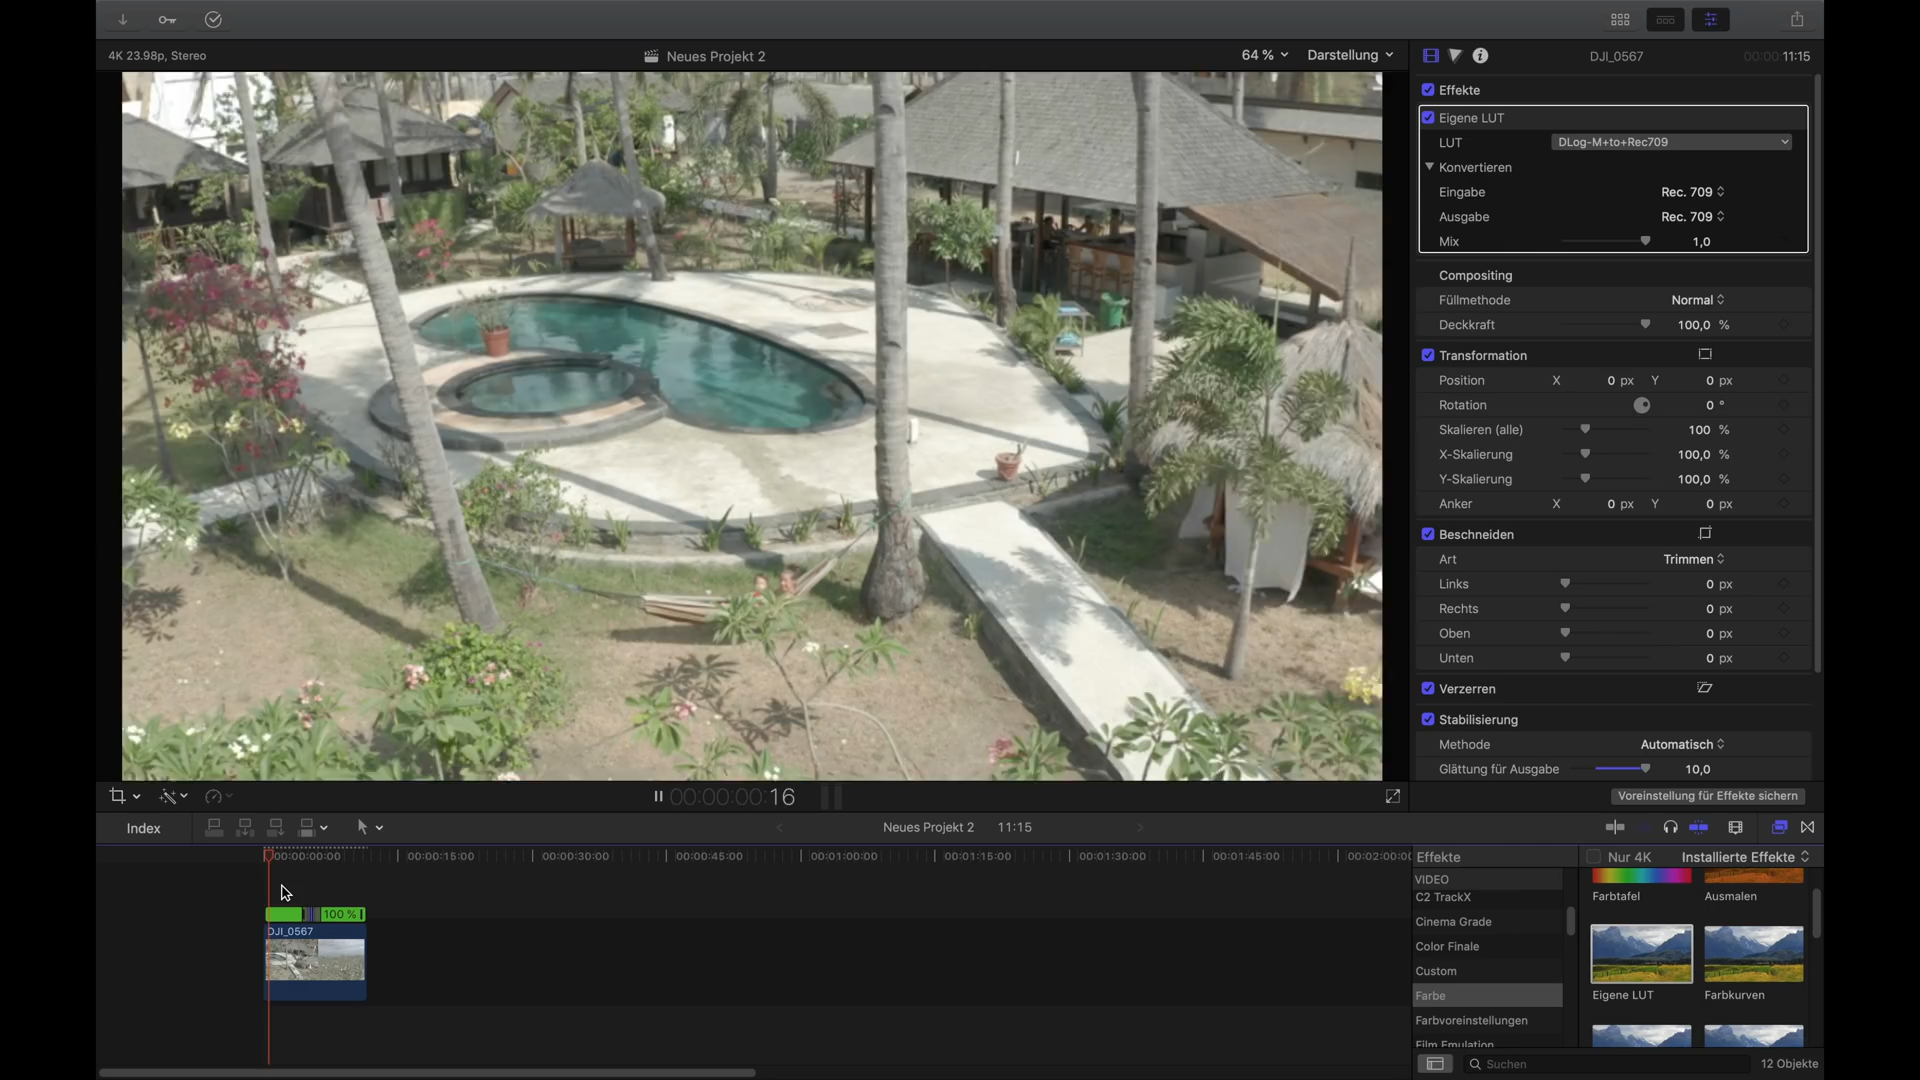 4K 23.98p, Stereo
Neues Projekt 2
64 %
Darstellung
DJI_0567
00:00:11:15
Effekte
Eigene LUT
LUT
DLog-M+to+Rec709
Konvertieren
Eingabe
Rec. 709
Ausgabe
Rec. 709
Mix
1,0
Compositing
Füllmethode
Normal
Deckkraft
100,0 %
Transformation
Position
X 0 px Y 0 px
Rotation
0 °
Skalieren (alle)
100 %
X-Skalierung
100,0 %
Y-Skalierung
100,0 %
Anker
X 0 px Y 0 px
Beschneiden
Art
Trimmen
Links
0 px
Rechts
0 px
Oben
0 px
Unten
0 px
Verzerren
Stabilisierung
Methode
Automatisch
Glättung für Ausgabe
10,0
00:00:00:16
Voreinstellung für Effekte sichern
Index
Neues Projekt 2
11:15
00:00:00:00
00:00:15:00
00:00:30:00
00:00:45:00
00:01:00:00
00:01:15:00
00:01:30:00
00:01:45:00
00:02:00:0
100 %
DJI_0567
Effekte
Nur 4K
Installierte Effekte
VIDEO
C2 TrackX
Cinema Grade
Color Finale
Custom
Farbe
Farbvoreinstellungen
Film Emulation
Farbtafel
Ausmalen
Eigene LUT
Farbkurven
Suchen
12 Objekte